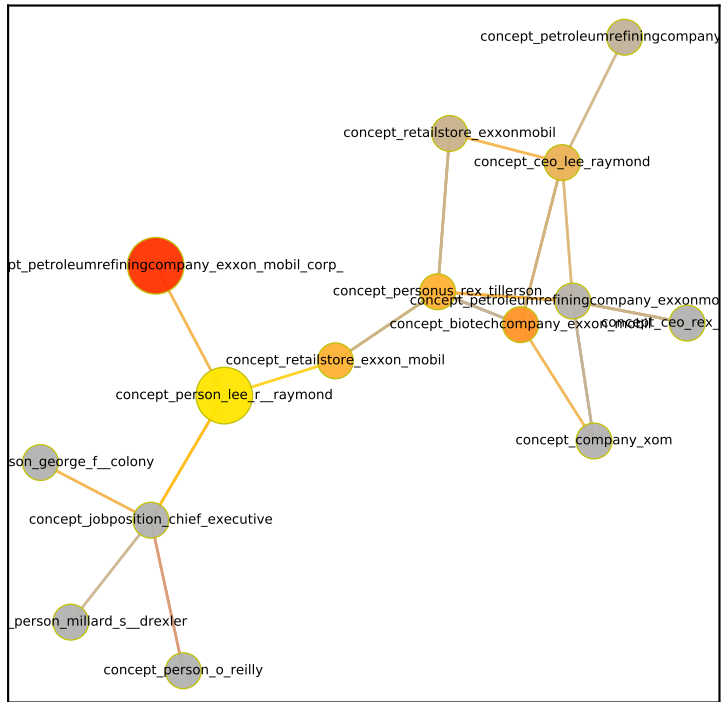 concept_petroleumrefiningcompany
concept_retailstore_exxonmobil
concept_ceo_lee_raymond
pt_petroleumrefiningcompany_exxon_mobil_corp_
concept_personus_rex_tillerson
concept_petroleumrefiningcompany_exxonmo
concept_biotechcompany_exxon_mobil
concept_ceo_rex_
concept_retailstore_exxon_mobil
concept_person_lee_r__raymond
concept_company_xom
son_george_f__colony
concept_jobposition_chief_executive
_person_millard_s__drexler
concept_person_o_reilly